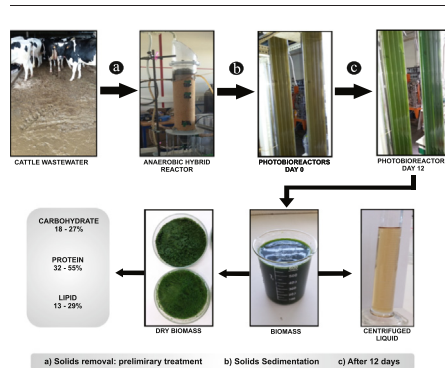 a
b
c
CATTLE WASTEWATER
ANAEROBIC HYBRID
REACTOR
PHOTOBIOREACTORS
DAY 0
PHOTOBIOREACTOR
DAY 12
CARBOHYDRATE
18 - 27%
PROTEIN
32 - 55%
LIPID
13 - 29%
DRY BIOMASS
BIOMASS
CENTRIFUGED
LIQUID
a) Solids removal: prelimirary treatment b) Solids Sedimentation c) After 12 days